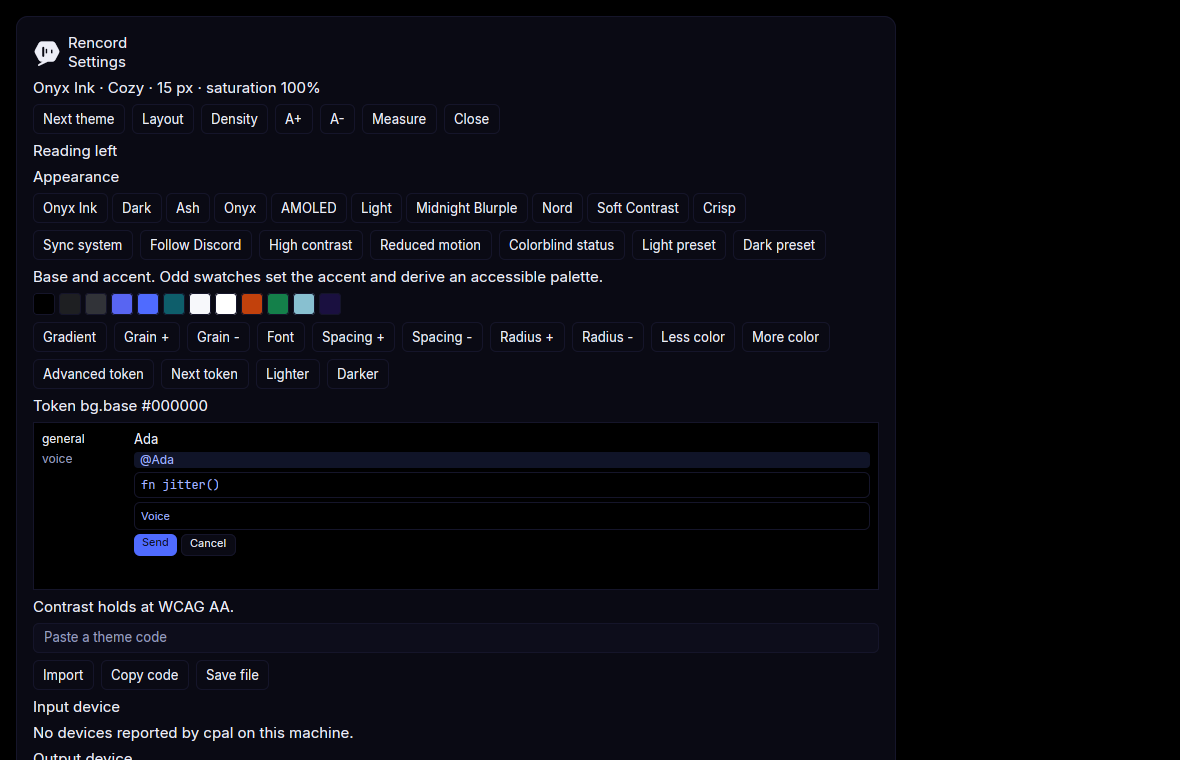 Rencord
Settings
Onyx Ink · Cozy · 15 px · saturation 100%
Next theme Layout Density A+ A- Measure Close
Reading left
Appearance
Onyx Ink Dark Ash Onyx AMOLED Light Midnight Blurple Nord Soft Contrast Crisp
Sync system Follow Discord High contrast Reduced motion Colorblind status Light preset Dark preset
Base and accent. Odd swatches set the accent and derive an accessible palette.
Gradient Grain + Grain - Font Spacing + Spacing - Radius + Radius - Less color More color
Advanced token Next token Lighter Darker
Token bg.base #000000
general Ada
voice @Ada
fn jitter()
Voice
Send Cancel
Contrast holds at WCAG AA.
Paste a theme code
Import Copy code Save file
Input device
No devices reported by cpal on this machine.
Output device